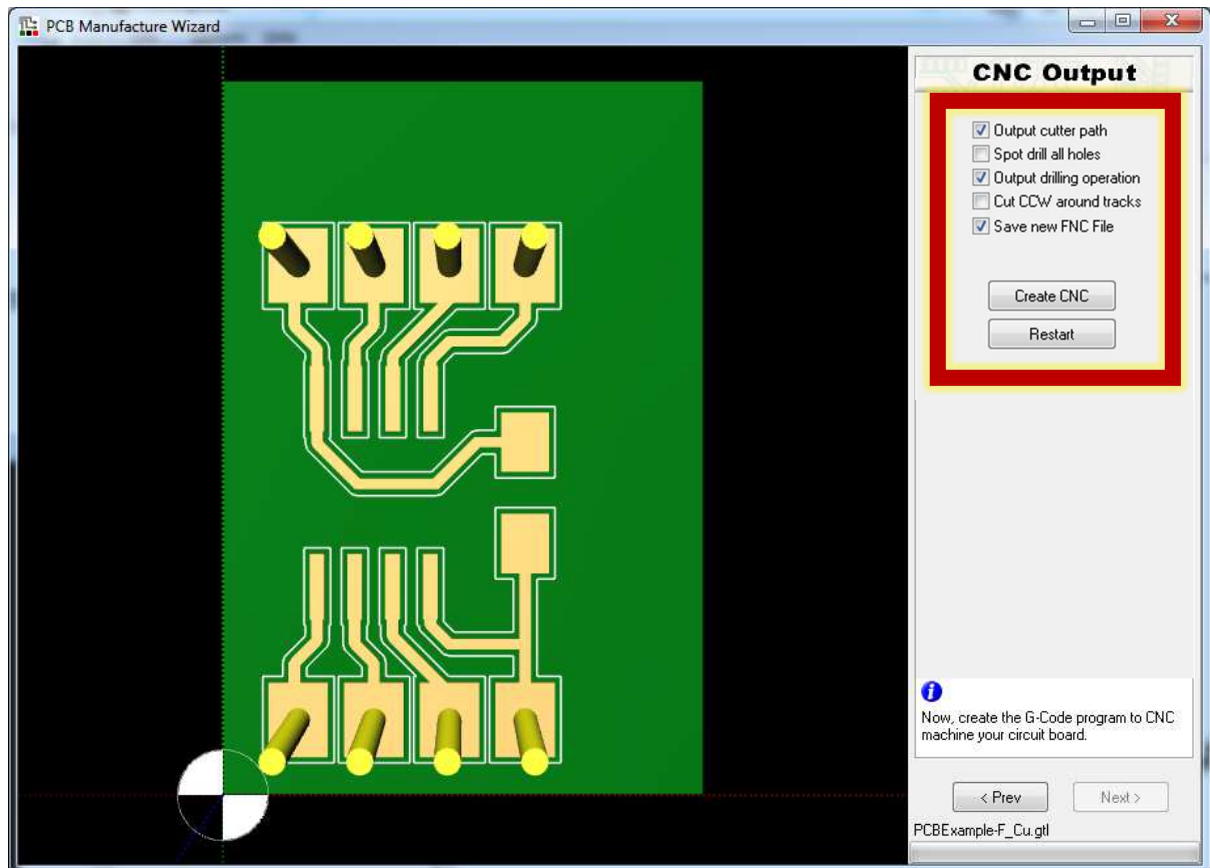 PCB Manufacture Wizard
CNC Output
Output cutter path
Spot drill all holes
Output drilling operation
Cut CCW around tracks
Save new FNC File
Create CNC
Restart
Now, create the G-Code program to CNC
machine your circuit board.
< Prev
Next >
PCBExample-F_Cu.gtl